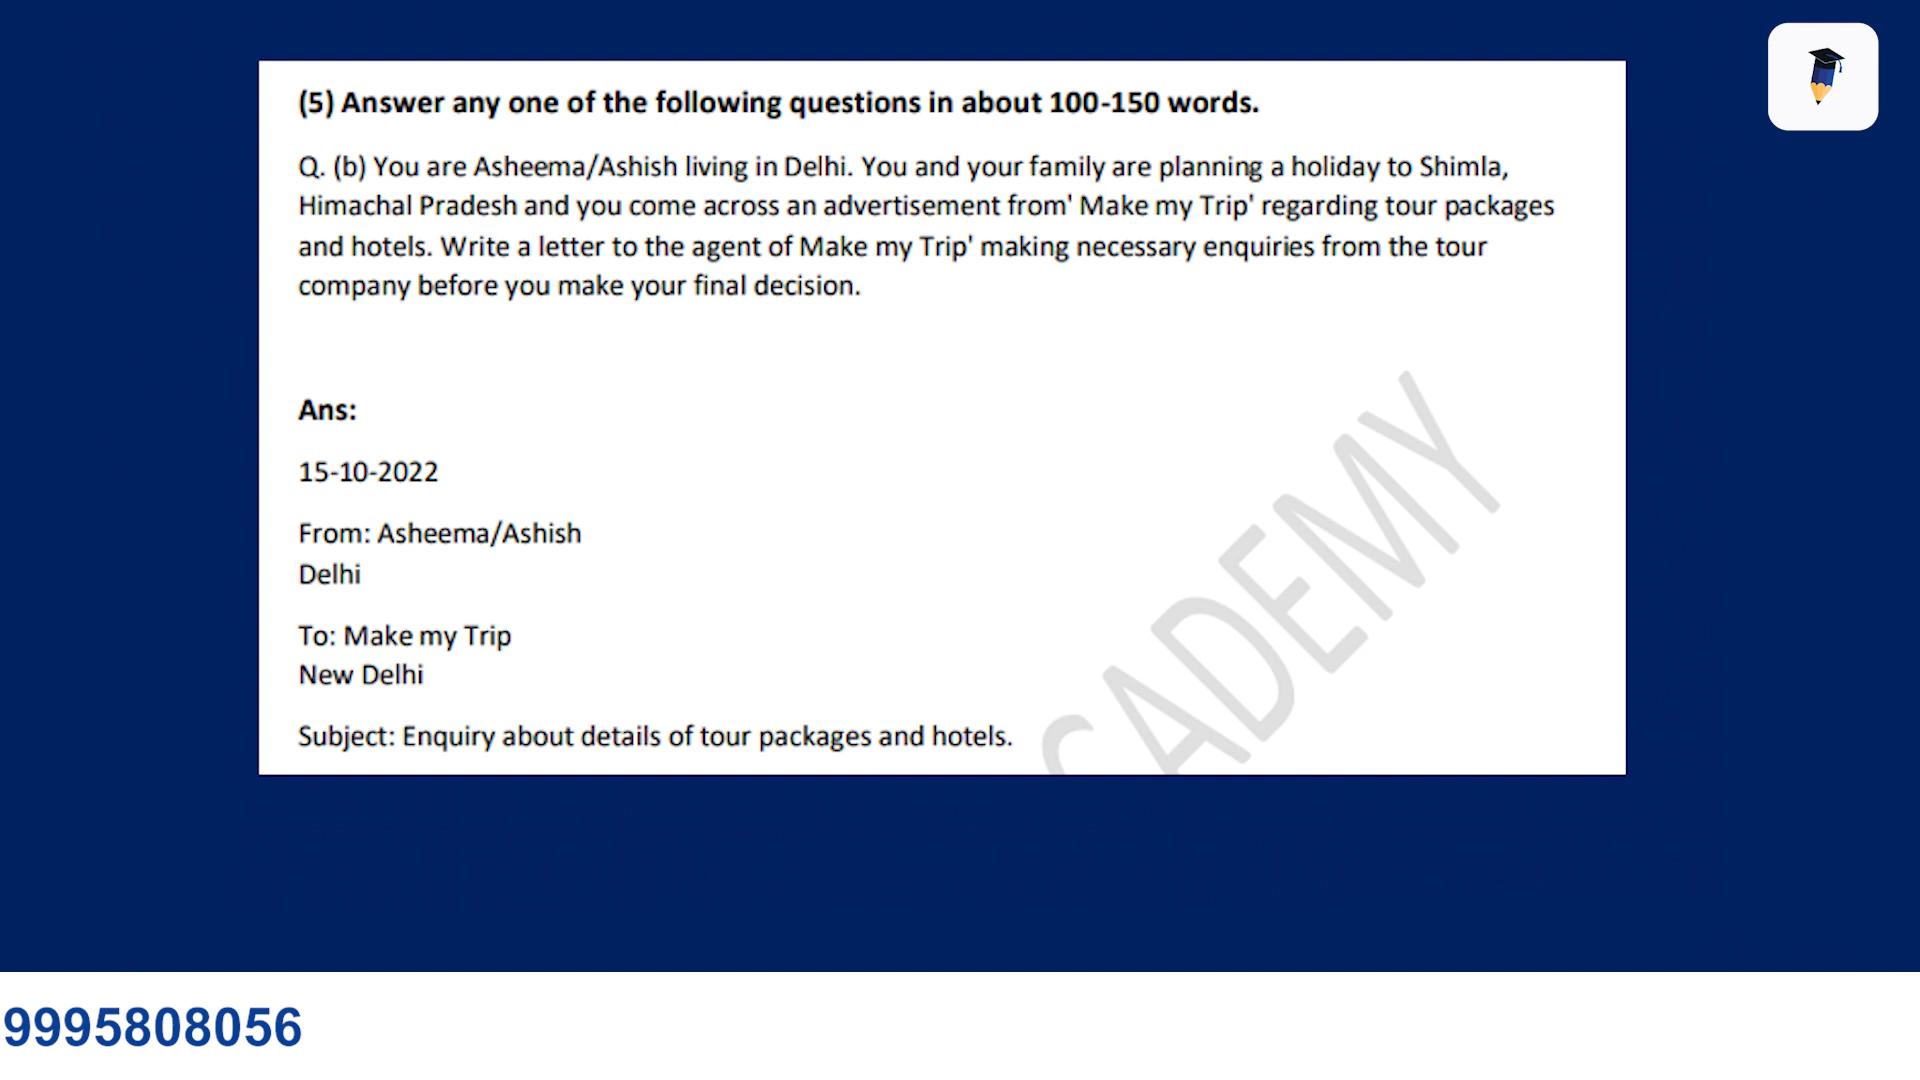 (5) Answer any one of the following questions in about 100-150 words.
Q. (b) You are Asheema/Ashish living in Delhi. You and your family are planning a holiday to Shimla,
Himachal Pradesh and you come across an advertisement from' Make my Trip' regarding tour packages
and hotels. Write a letter to the agent of Make my Trip' making necessary enquiries from the tour
company before you make your final decision.
Ans:
15-10-2022
From: Asheema/Ashish
Delhi
To: Make my Trip
New Delhi
Subject: Enquiry about details of tour packages and hotels.
CADEMY
9995808056